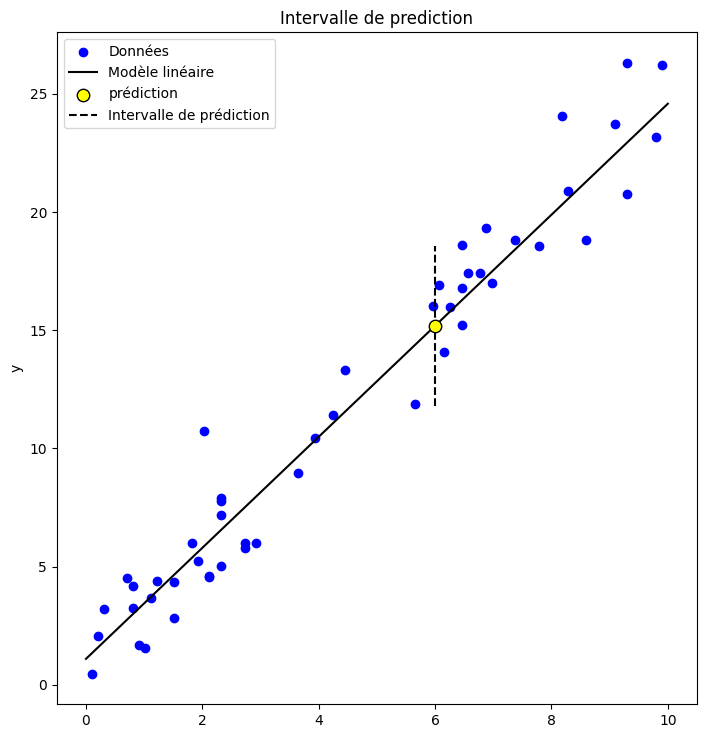 Intervalle de prediction
Données
Modèle linéaire
prédiction
Intervalle de prédiction
25
20
15
10
5
0
y
0 2 4 6 8 10